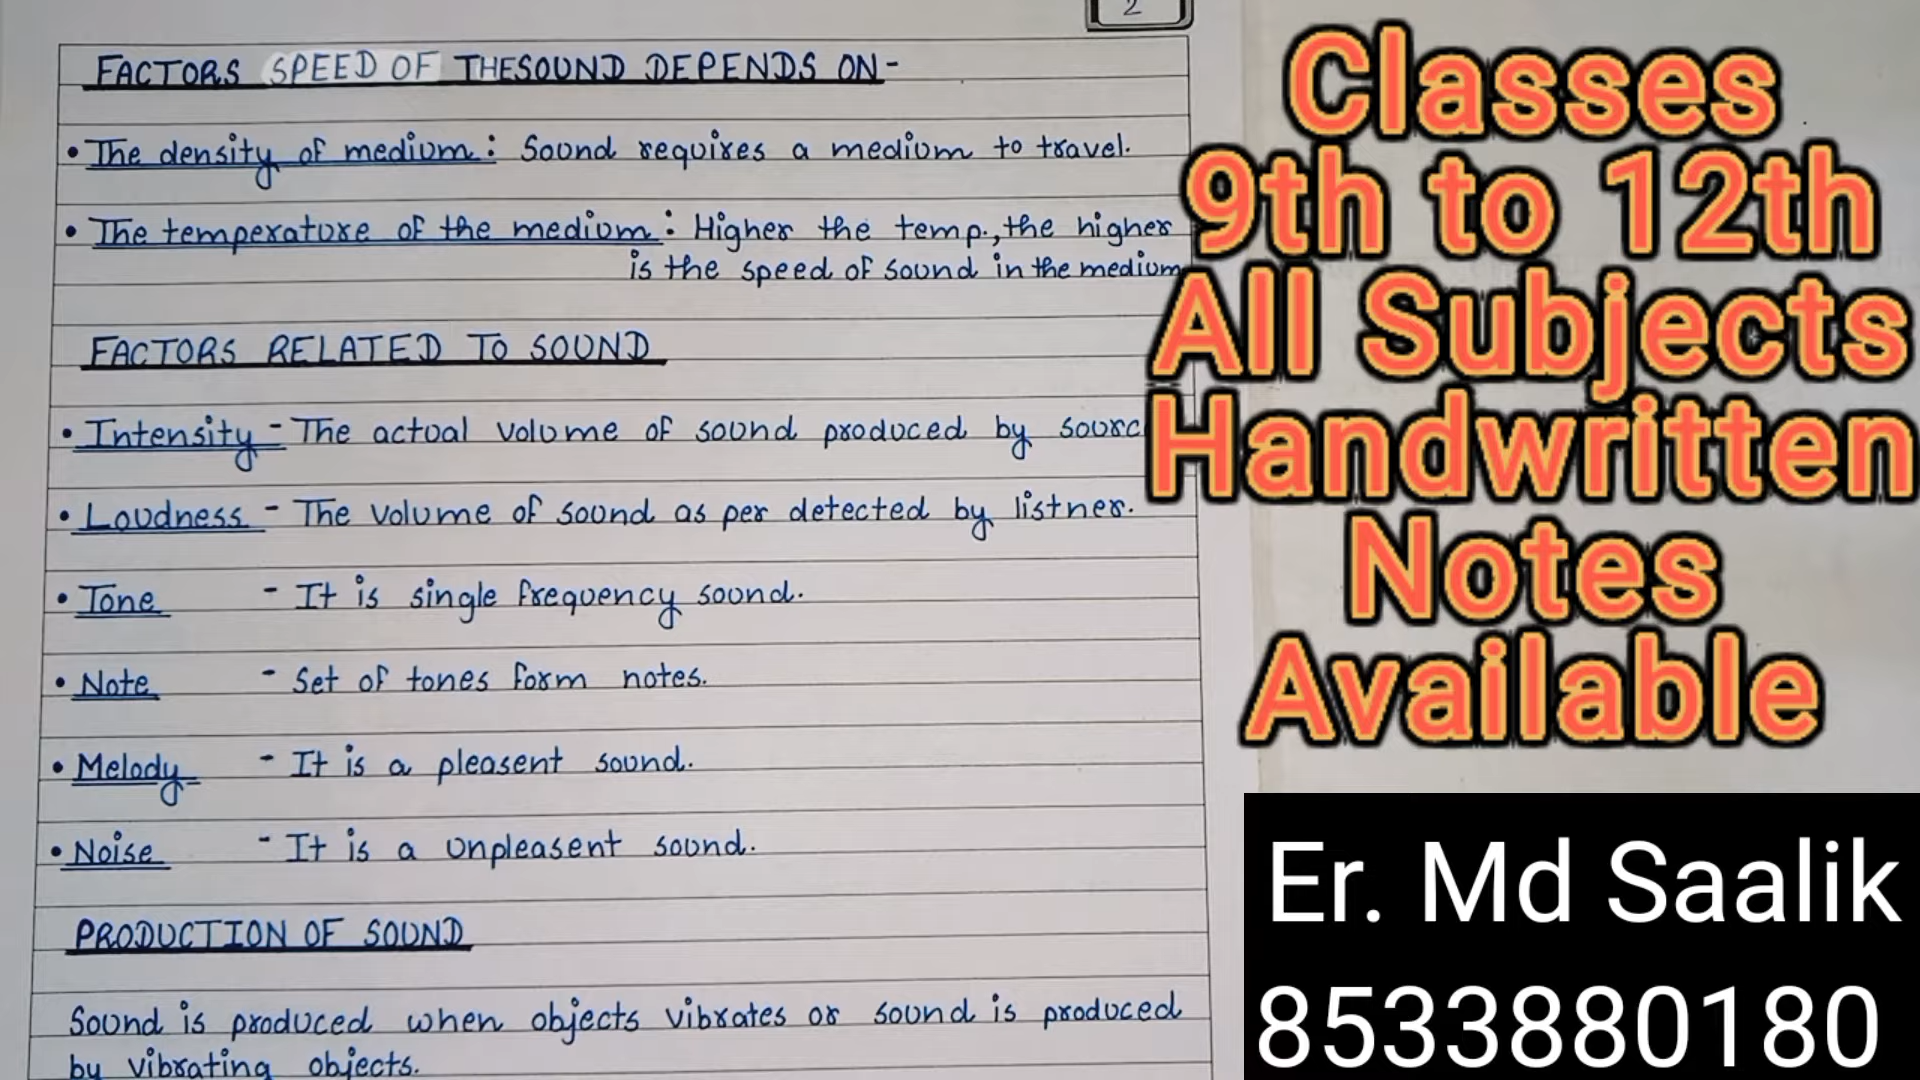 2
FACTORS SPEED OF THESOUND DEPENDS ON-
• The density of medium: Sound requires a medium to travel.
• The temperature of the medium: Higher the temp., the higher
is the speed of sound in the medium
FACTORS RELATED TO SOUND
• Intensity - The actual volume of sound produced by sourc
• Loudness - The volume of sound as per detected by listner.
• Tone - It is single frequency sound.
• Note - Set of tones form notes.
• Melody - It is a pleasent sound.
• Noise - It is a unpleasent sound.
PRODUCTION OF SOUND
Sound is produced when objects vibrates or sound is produced
by vibrating objects.
Classes
9th to 12th
All Subjects
Handwritten
Notes
Available
Er. Md Saalik
8533880180